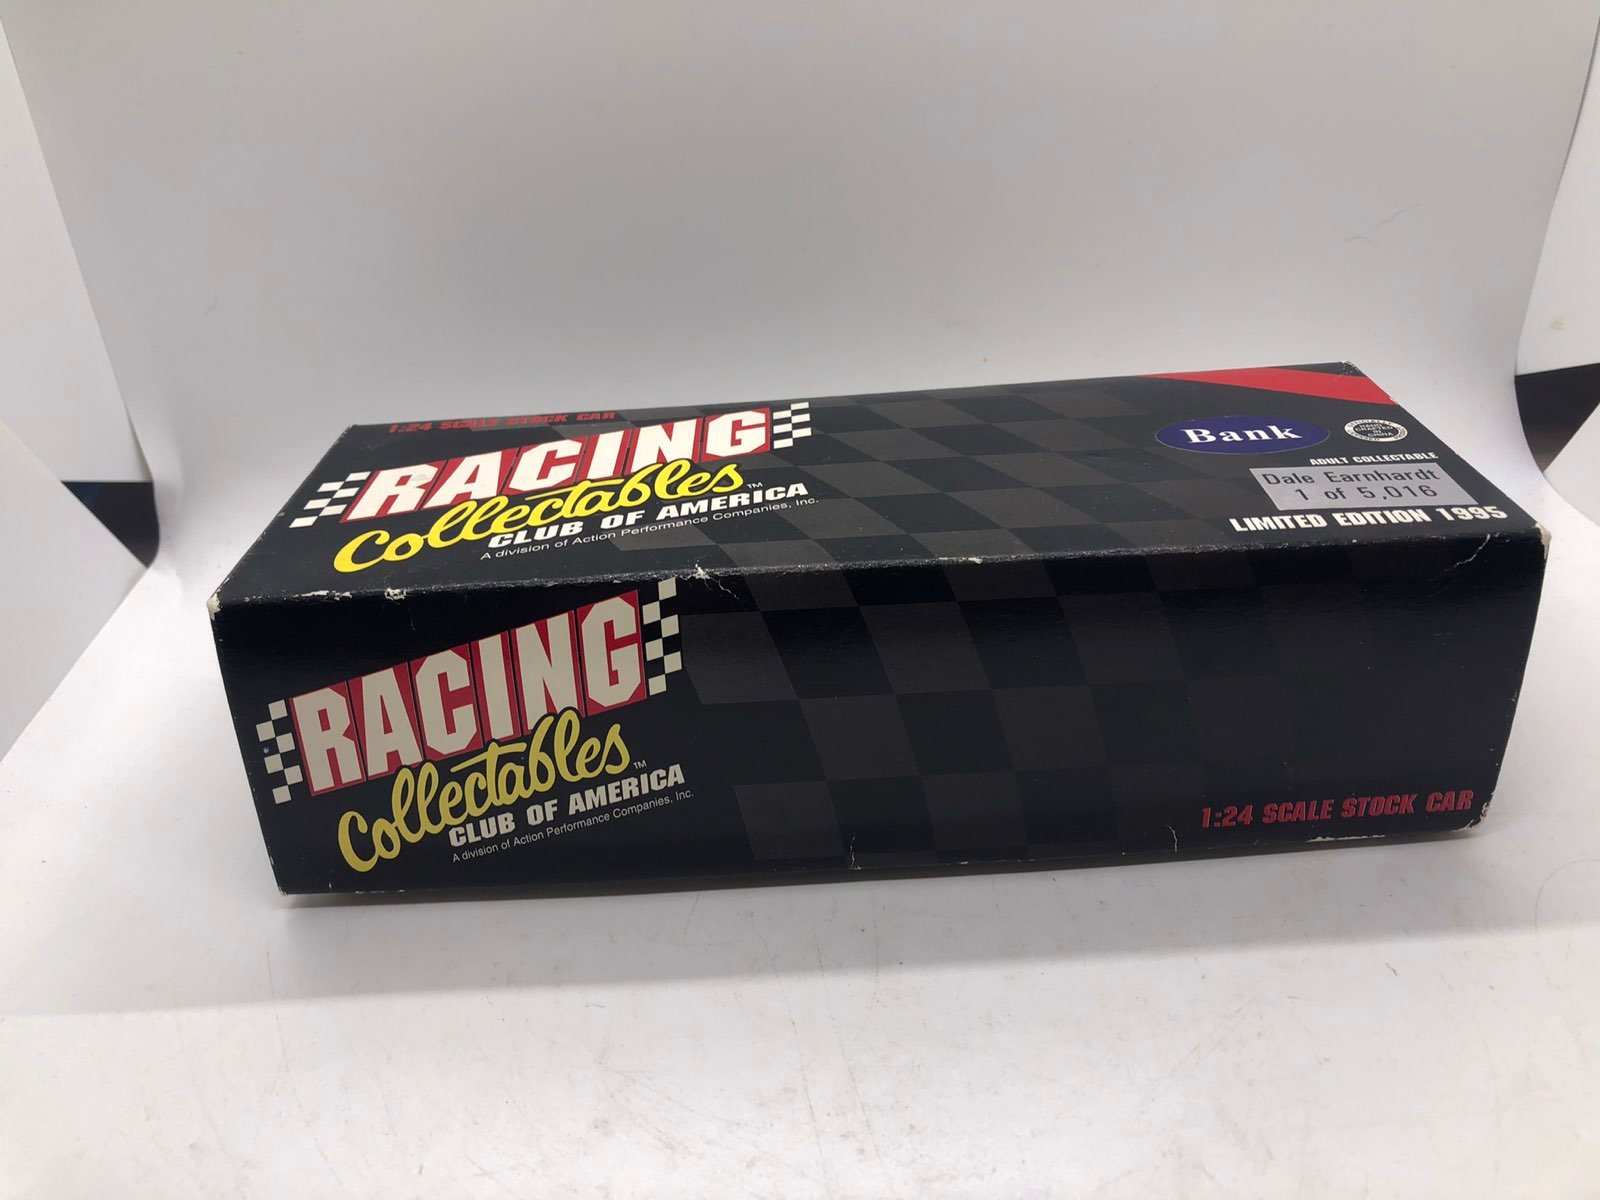 1:24 SCALE STOCK CAR
RACING
Collectables™
CLUB OF AMERICA
A division of Action Performance Companies, Inc.
Bank
ADULT COLLECTABLE
Dale Earnhardt
1 of 5,016
LIMITED EDITION 1995
RACING
Collectables™
CLUB OF AMERICA
A division of Action Performance Companies, Inc.
1:24 SCALE STOCK CAR